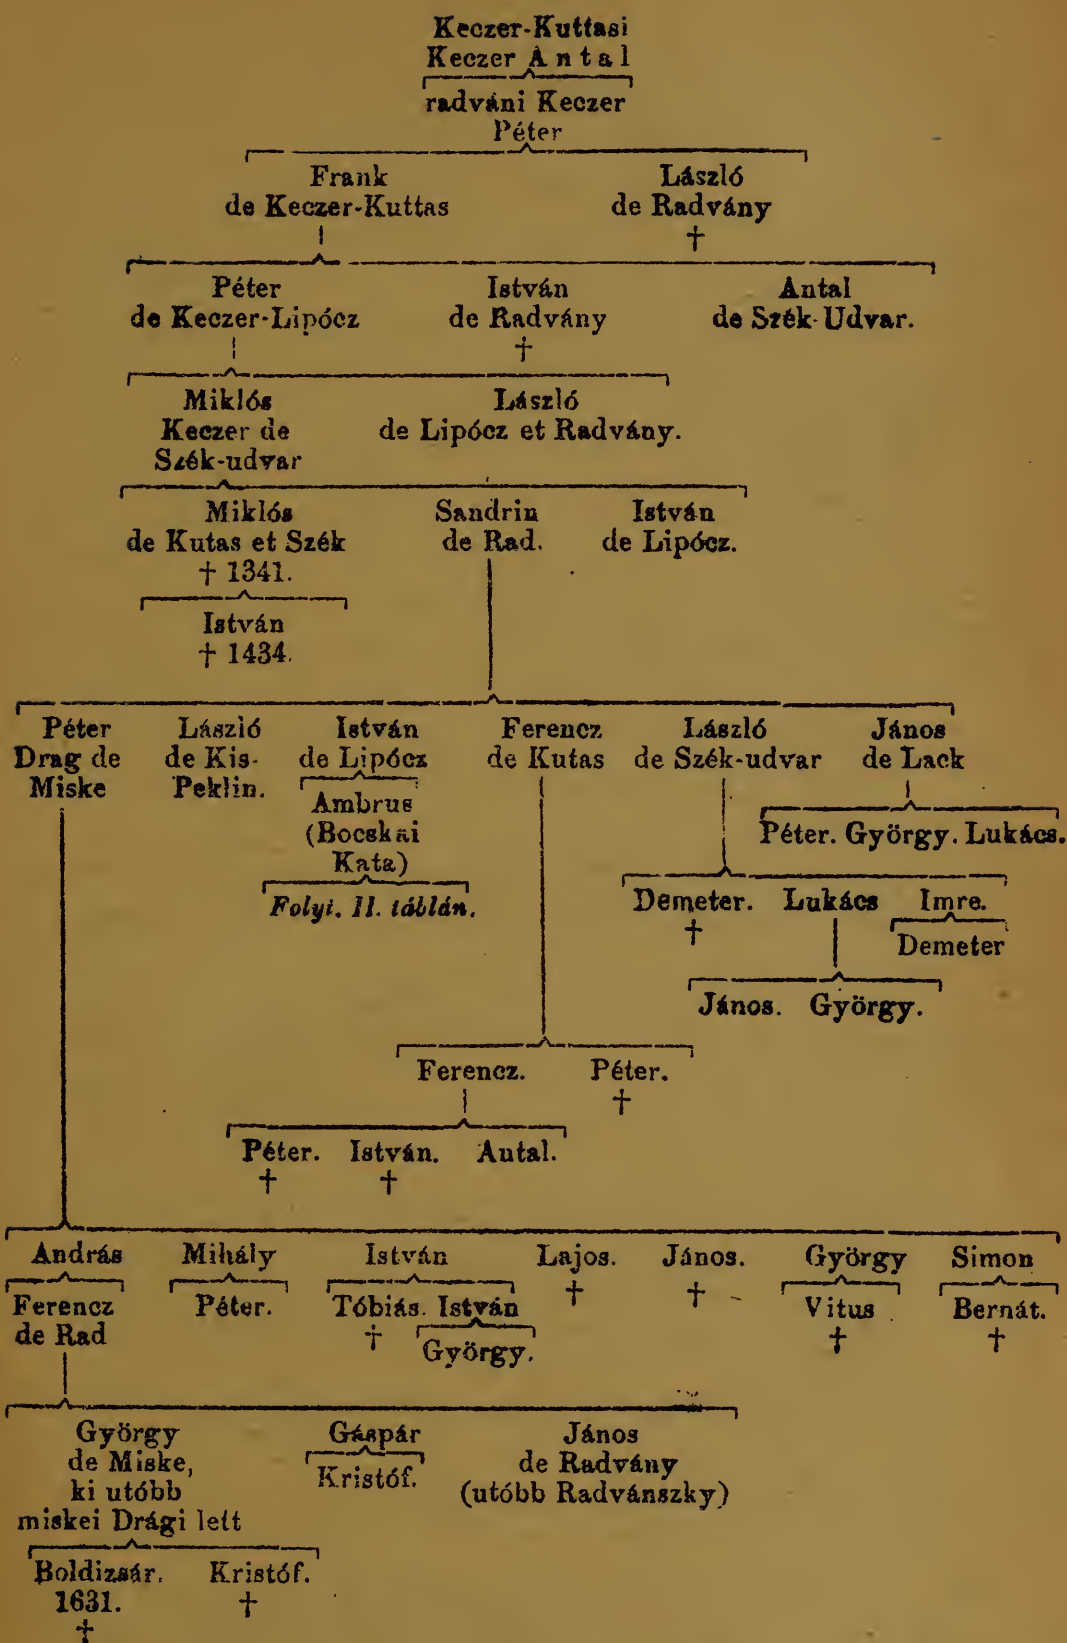 Keczer-Kuttasi
Keczer Antal
radváni Keczer
Péter
Frank László
de Keczer-Kuttas de Radvány
†
Péter István Antal
de Keczer-Lipócz de Radvány de Szék-Udvar.
†
Miklós László
Keczer de de Lipócz et Radvány.
Szék-udvar
Miklós Sandrin István
de Kutas et Szék de Rad. de Lipócz.
† 1341.
István
† 1434.
Péter László István Ferencz László János
Drag de de Kis- de Lipócz de Kutas de Szék-udvar de Lack
Miske Peklin.
Ambrus
(Bocskai
Kata)
Péter. György. Lukács.
Folyt. II. táblán.
Demeter. Lukács Imre.
†
Demeter
János. György.
Ferencz. Péter.
†
Péter. István. Autal.
† †
András Mihály István Lajos. János. György Simon
† †
Ferencz Péter. Tóbiás. István Vitus Bernát.
de Rad † † †
György.
György Gáspár János
de Miske, Kristóf. de Radvány
ki utóbb (utóbb Radvánszky)
miskei Drági lett
Boldizsár. Kristóf.
1631. †
†